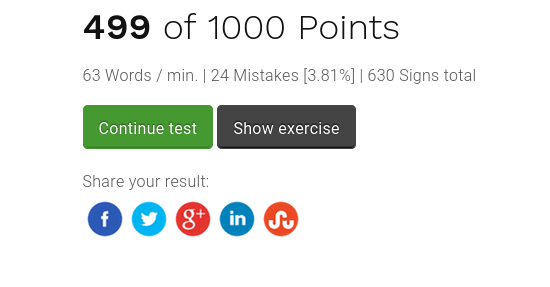 499 of 1000 Points
63 Words / min. | 24 Mistakes [3.81%] | 630 Signs total
Continue test Show exercise
Share your result:
f g+ in